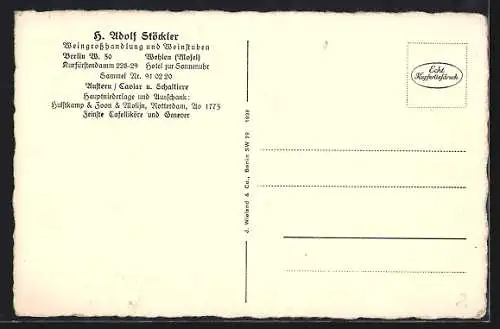 H. Adolf Stöckler
Weingroßhandlung und Weinstuben
Berlin W. 50 Wehlen (Mosel)
Kurfürstendamm 228-29 Hotel zur Sonnenuhr
Sammel Nr. 91 02 20
Austern / Caviar u. Schaltiere
Hauptniederlage und Ausschank:
Hulstkamp & Zoon & Molijn, Rotterdam, Ao 1775
Feinste Tafelliköre und Genever
J. Wieland & Co., Berlin SW 29 1938
Echt
Kupfertiefdruck